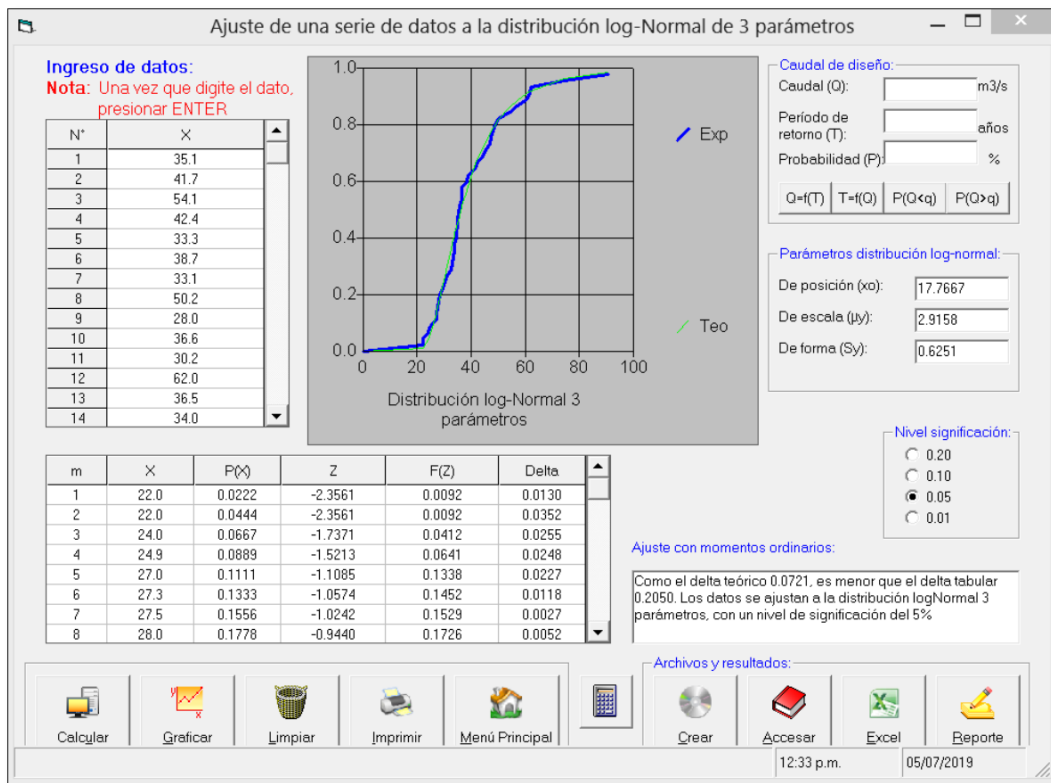 Ajuste de una serie de datos a la distribución log-Normal de 3 parámetros
Ingreso de datos:
Nota: Una vez que digite el dato,
presionar ENTER
N° X
1 35.1
2 41.7
3 54.1
4 42.4
5 33.3
6 38.7
7 33.1
8 50.2
9 28.0
10 36.6
11 30.2
12 62.0
13 36.5
14 34.0
1.0
0.8
0.6
0.4
0.2
0.0
0 20 40 60 80 100
Exp
Teo
Distribución log-Normal 3
parámetros
Caudal de diseño:
Caudal (Q): m3/s
Período de
retorno (T): años
Probabilidad (P): %
Q=f(T) T=f(Q) P(Q<q) P(Q>q)
Parámetros distribución log-normal:
De posición (xo): 17.7667
De escala (µy): 2.9158
De forma (Sy): 0.6251
Nivel significación:
0.20
0.10
0.05
0.01
m X P(X) Z F(Z) Delta
1 22.0 0.0222 -2.3561 0.0092 0.0130
2 22.0 0.0444 -2.3561 0.0092 0.0352
3 24.0 0.0667 -1.7371 0.0412 0.0255
4 24.9 0.0889 -1.5213 0.0641 0.0248
5 27.0 0.1111 -1.1085 0.1338 0.0227
6 27.3 0.1333 -1.0574 0.1452 0.0118
7 27.5 0.1556 -1.0242 0.1529 0.0027
8 28.0 0.1778 -0.9440 0.1726 0.0052
Ajuste con momentos ordinarios:
Como el delta teórico 0.0721, es menor que el delta tabular
0.2050. Los datos se ajustan a la distribución logNormal 3
parámetros, con un nivel de significación del 5%
Archivos y resultados:
Calcular Graficar Limpiar Imprimir Menú Principal Crear Accesar Excel Reporte
12:33 p.m. 05/07/2019